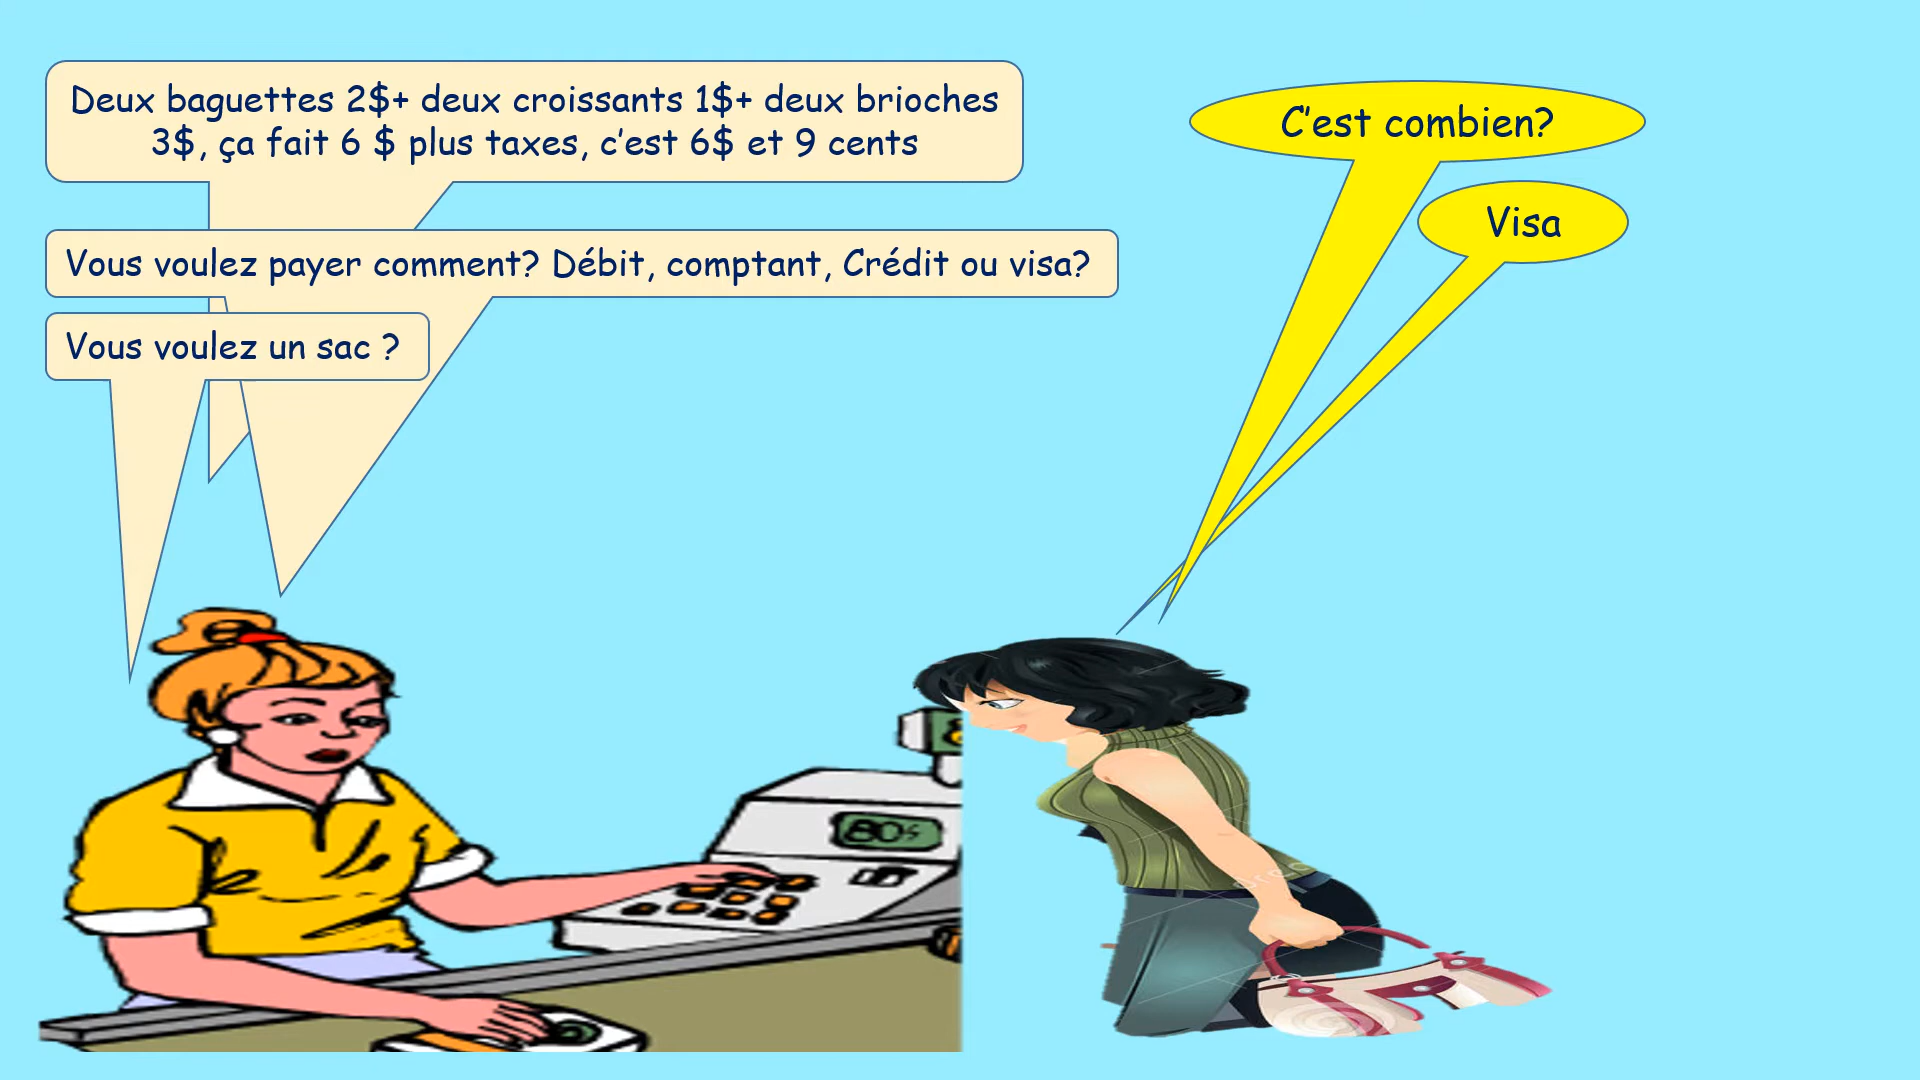 Deux baguettes 2$+ deux croissants 1$+ deux brioches
3$, ça fait 6 $ plus taxes, c’est 6$ et 9 cents
C’est combien?
Visa
Vous voulez payer comment? Débit, comptant, Crédit ou visa?
Vous voulez un sac ?